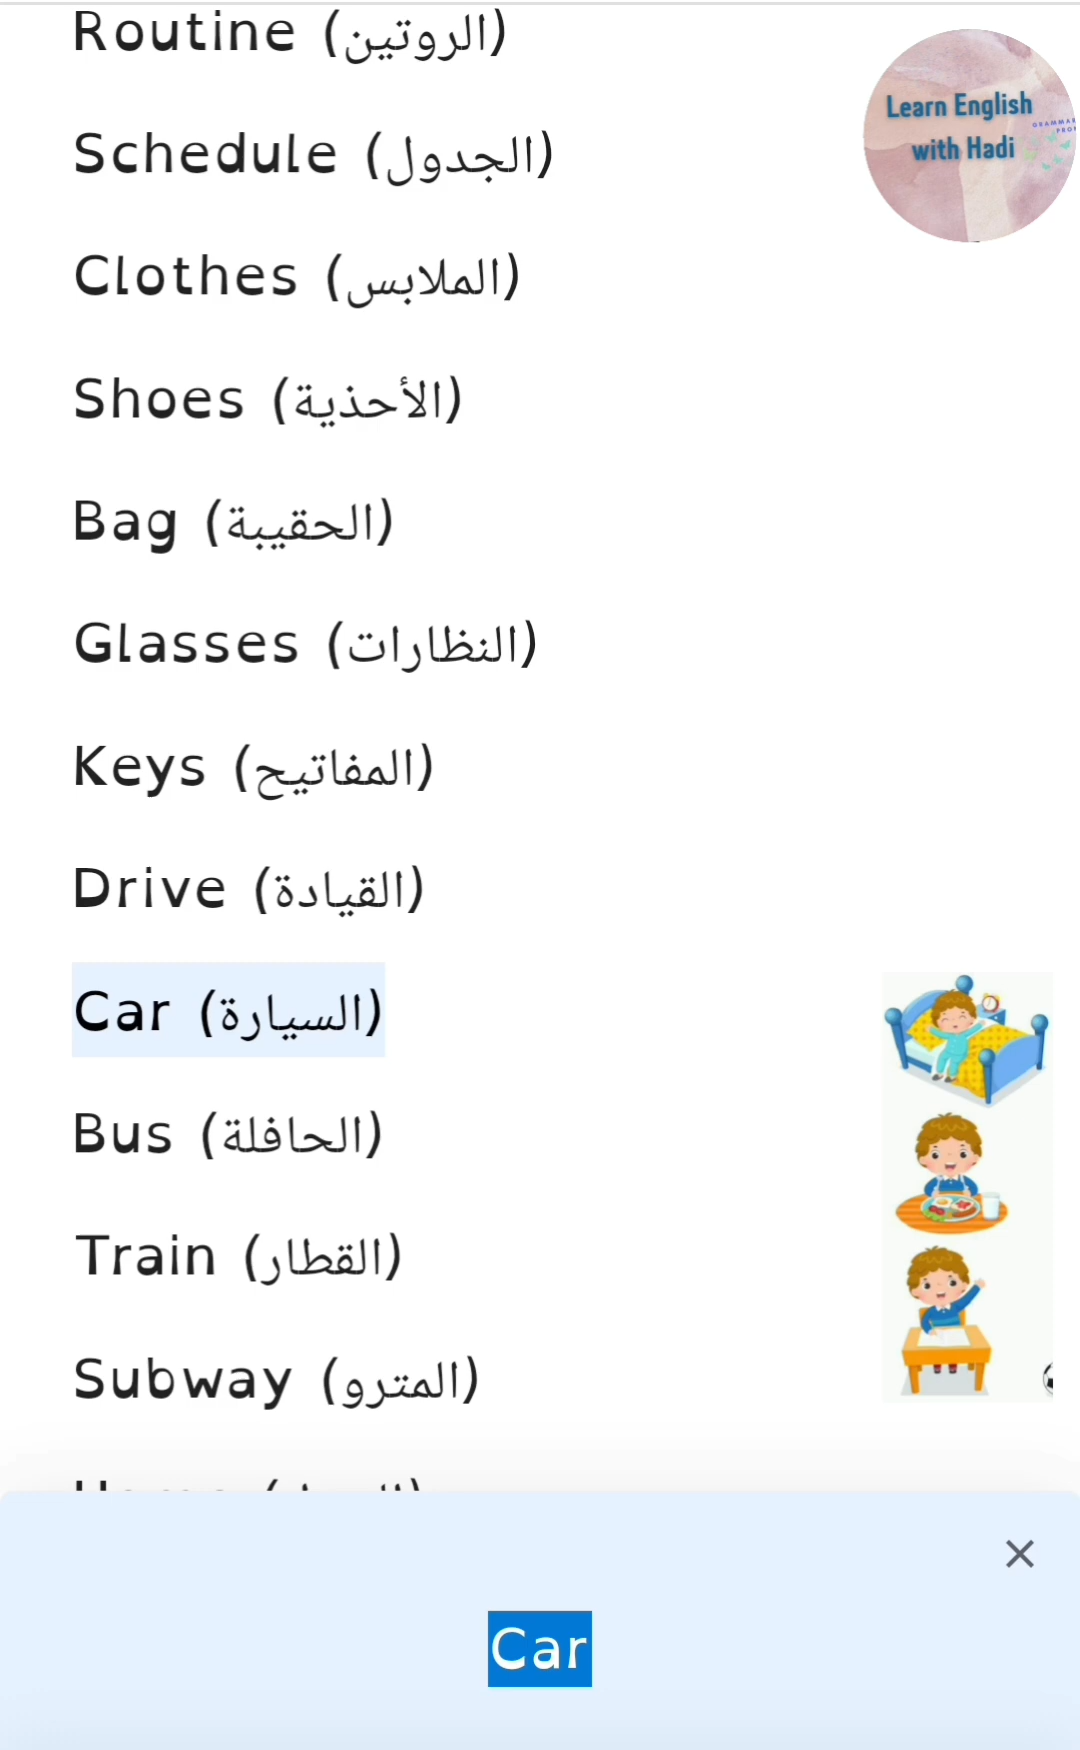 Routine (الروتين)
Learn English
with Hadi
Schedule (الجدول)
Clothes (الملابس)
Shoes (الأحذية)
Bag (الحقيبة)
Glasses (النظارات)
Keys (المفاتيح)
Drive (القيادة)
Car (السيارة)
Bus (الحافلة)
Train (القطار)
Subway (المترو)
Car